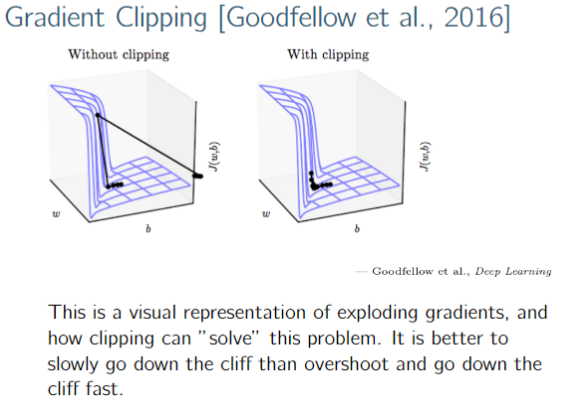 Gradient Clipping [Goodfellow et al., 2016]
Without clipping
With clipping
J(w,b)
J(w,b)
w
b
w
b
— Goodfellow et al., Deep Learning
This is a visual representation of exploding gradients, and
how clipping can ”solve” this problem. It is better to
slowly go down the cliff than overshoot and go down the
cliff fast.